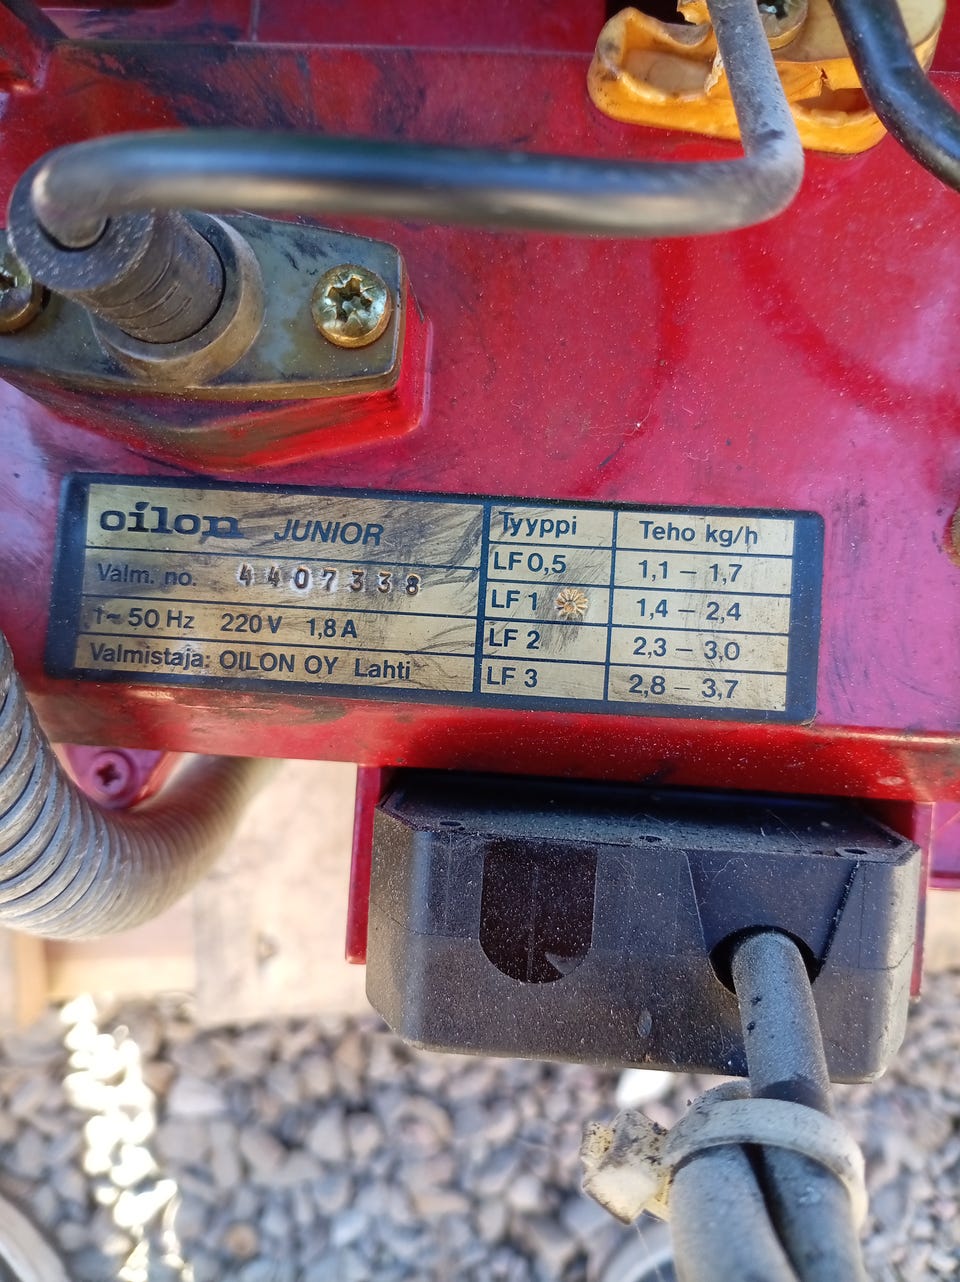 oilon JUNIOR
Valm. no. 4407338
1~ 50 Hz 220 V 1,8 A
Valmistaja: OILON OY Lahti
Tyyppi Teho kg/h
LF 0,5 1,1 – 1,7
LF 1 1,4 – 2,4
LF 2 2,3 – 3,0
LF 3 2,8 – 3,7